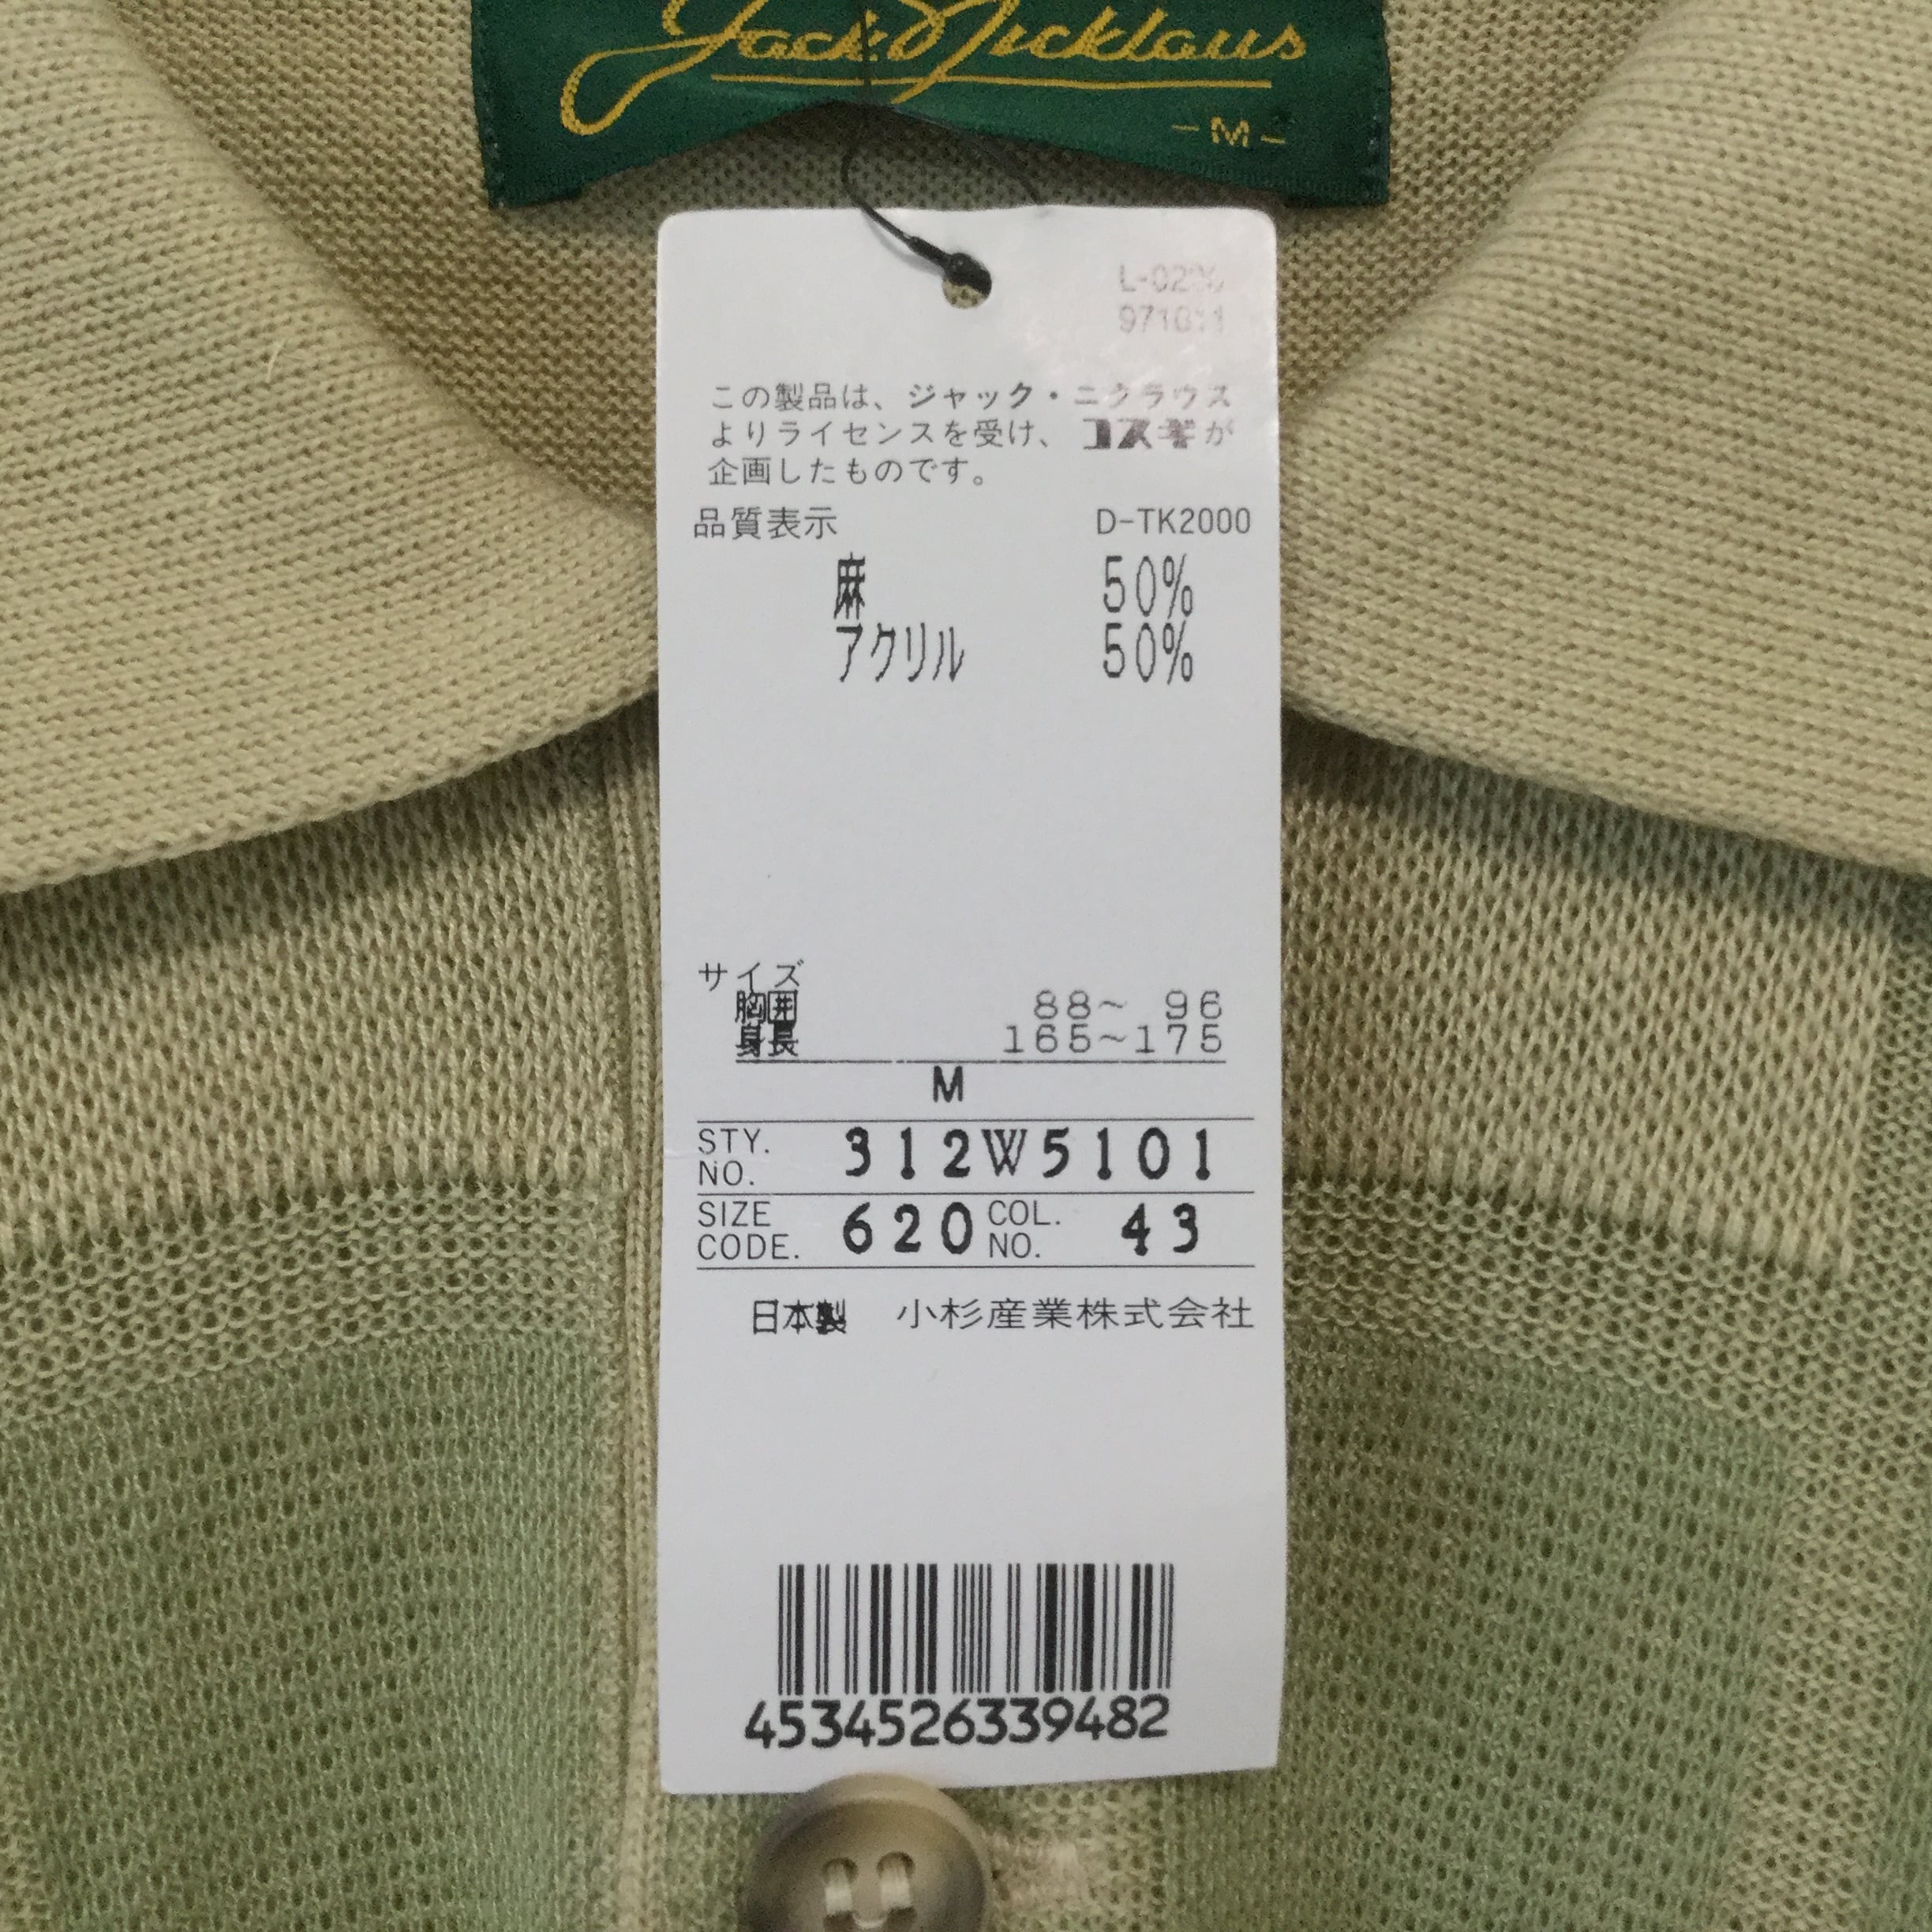 Jack Nicklaus
-M-
この製品は、ジャック・ニクラウス
よりライセンスを受け、コスギが
企画したものです。
品質表示 D-TK2000
麻 50%
アクリル 50%
サイズ
胸囲 88~ 96
身長 165~175
M
STY. NO. 312W5101
SIZE CODE. 620 COL. NO. 43
日本製 小杉産業株式会社
4534526339482